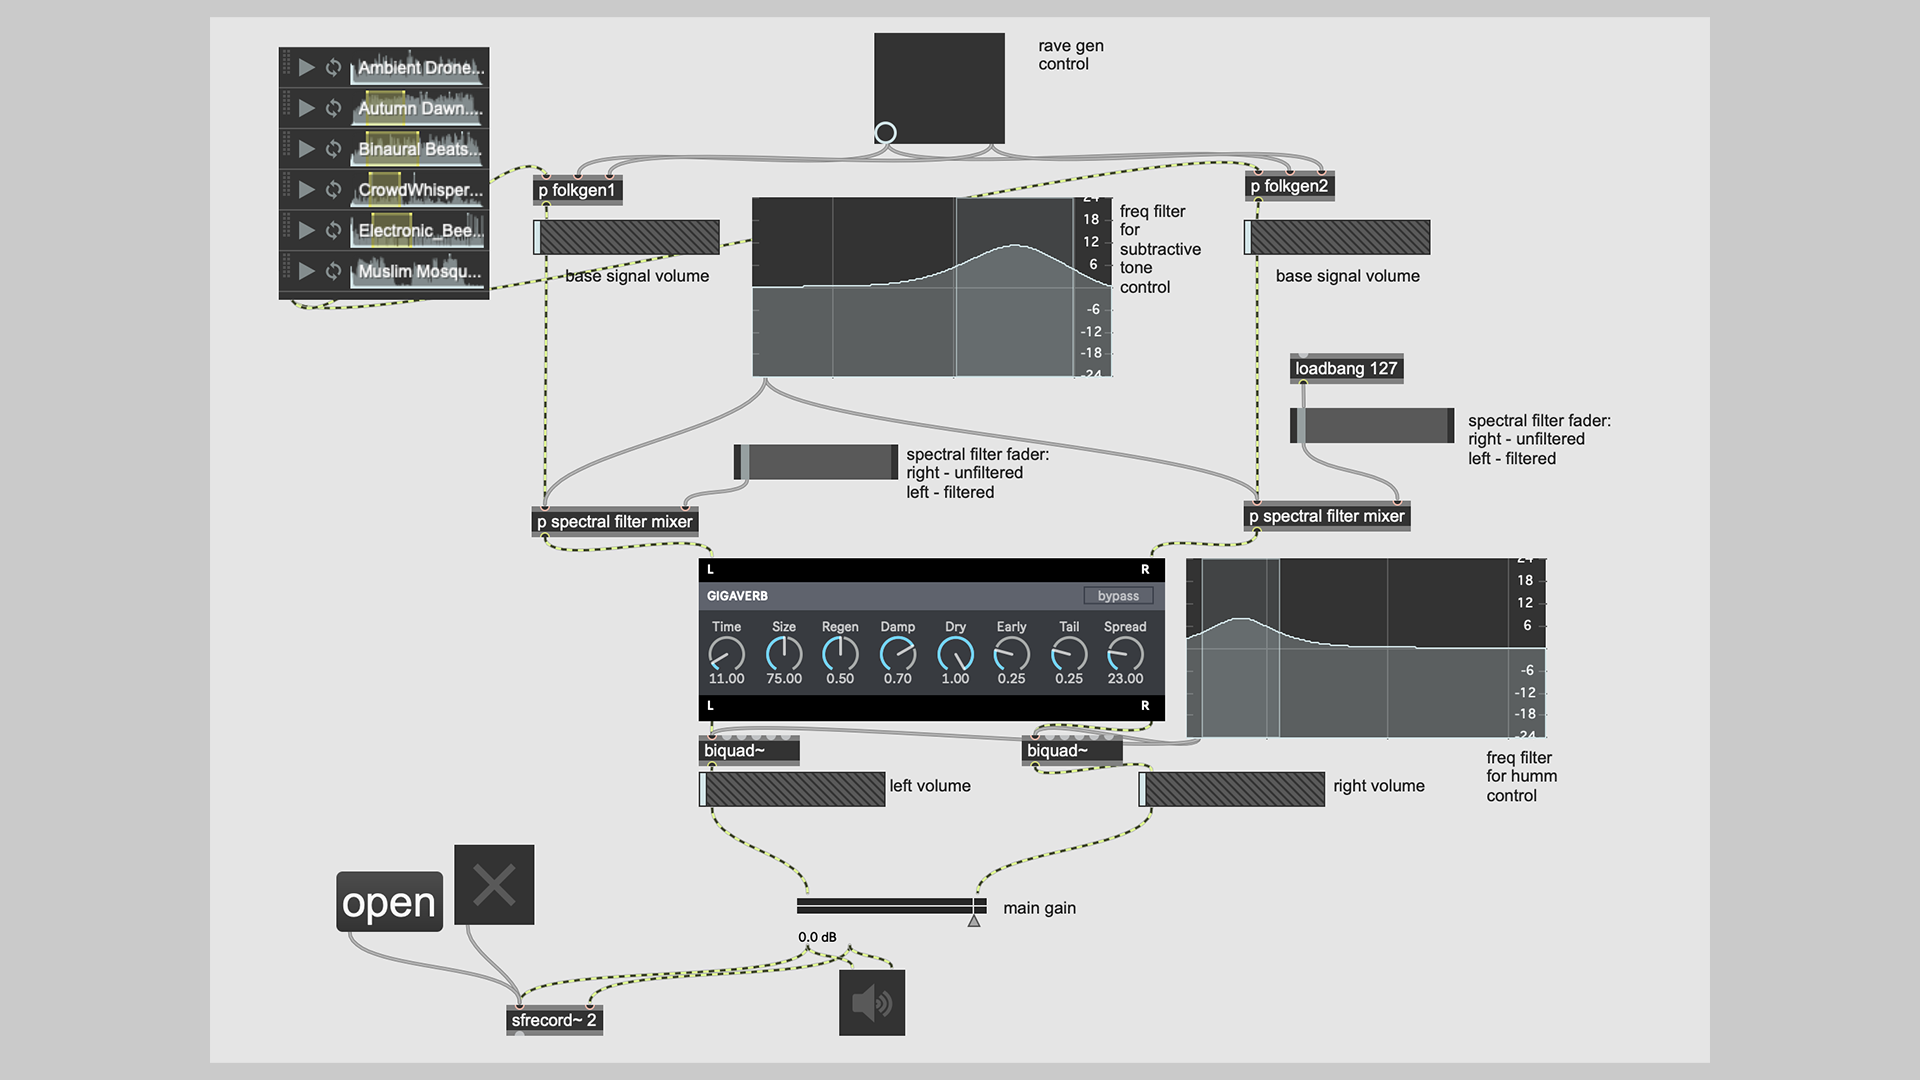 Ambient Drone...
Autumn Dawn....
Binaural Beats...
CrowdWhisper...
Electronic_Bee...
Muslim Mosqu...
rave gen
control
p folkgen1
p folkgen2
base signal volume
24
18
12
6
-6
-12
-18
-24
freq filter
for
subtractive
tone
control
base signal volume
loadbang 127
spectral filter fader:
right - unfiltered
left - filtered
spectral filter fader:
right - unfiltered
left - filtered
p spectral filter mixer
p spectral filter mixer
L R
GIGAVERB bypass
Time Size Regen Damp Dry Early Tail Spread
11.00 75.00 0.50 0.70 1.00 0.25 0.25 23.00
L R
24
18
12
6
-6
-12
-18
-24
biquad~
biquad~
left volume
right volume
freq filter
for humm
control
open
main gain
0.0 dB
sfrecord~ 2